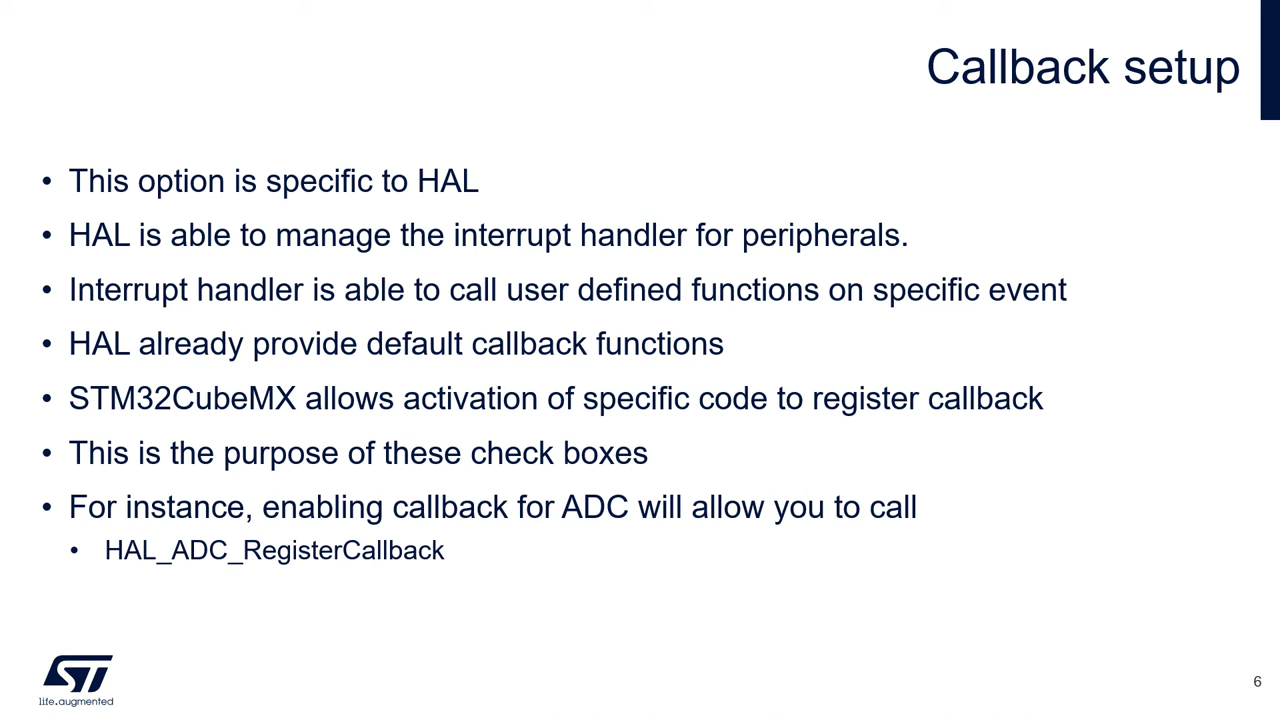 Callback setup
• This option is specific to HAL
• HAL is able to manage the interrupt handler for peripherals.
• Interrupt handler is able to call user defined functions on specific event
• HAL already provide default callback functions
• STM32CubeMX allows activation of specific code to register callback
• This is the purpose of these check boxes
• For instance, enabling callback for ADC will allow you to call
• HAL_ADC_RegisterCallback
ST
life.augmented
6